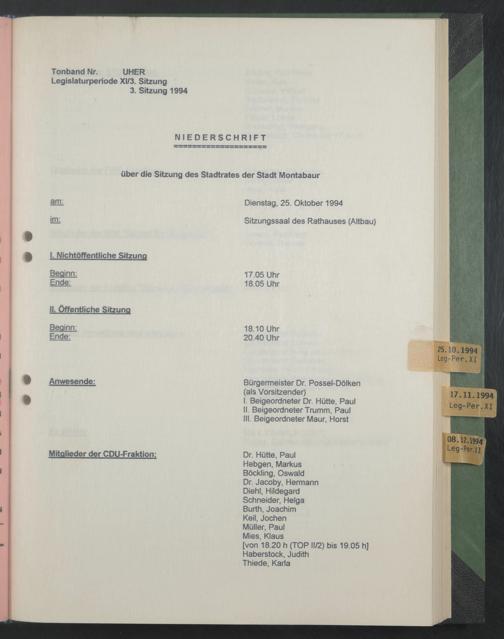 Tonband Nr. UHER
Legislaturperiode XI/3. Sitzung
3. Sitzung 1994
NIEDERSCHRIFT
über die Sitzung des Stadtrates der Stadt Montabaur
am: Dienstag, 25. Oktober 1994
im: Sitzungssaal des Rathauses (Altbau)
I. Nichtöffentliche Sitzung
Beginn: 17.05 Uhr
Ende: 18.05 Uhr
II. Öffentliche Sitzung
Beginn: 18.10 Uhr
Ende: 20.40 Uhr
Anwesende: Bürgermeister Dr. Possel-Dölken
(als Vorsitzender)
I. Beigeordneter Dr. Hütte, Paul
II. Beigeordneter Trumm, Paul
III. Beigeordneter Maur, Horst
Mitglieder der CDU-Fraktion: Dr. Hütte, Paul
Hebgen, Markus
Böckling, Oswald
Dr. Jacoby, Hermann
Diehl, Hildegard
Schneider, Helga
Burth, Joachim
Keil, Jochen
Müller, Paul
Mies, Klaus
[von 18.20 h (TOP II/2) bis 19.05 h]
Haberstock, Judith
Thiede, Karla
25.10.1994
Leg-Per.XI
17.11.1994
Leg-Per.XI
08.12.1994
Leg-Per.XI